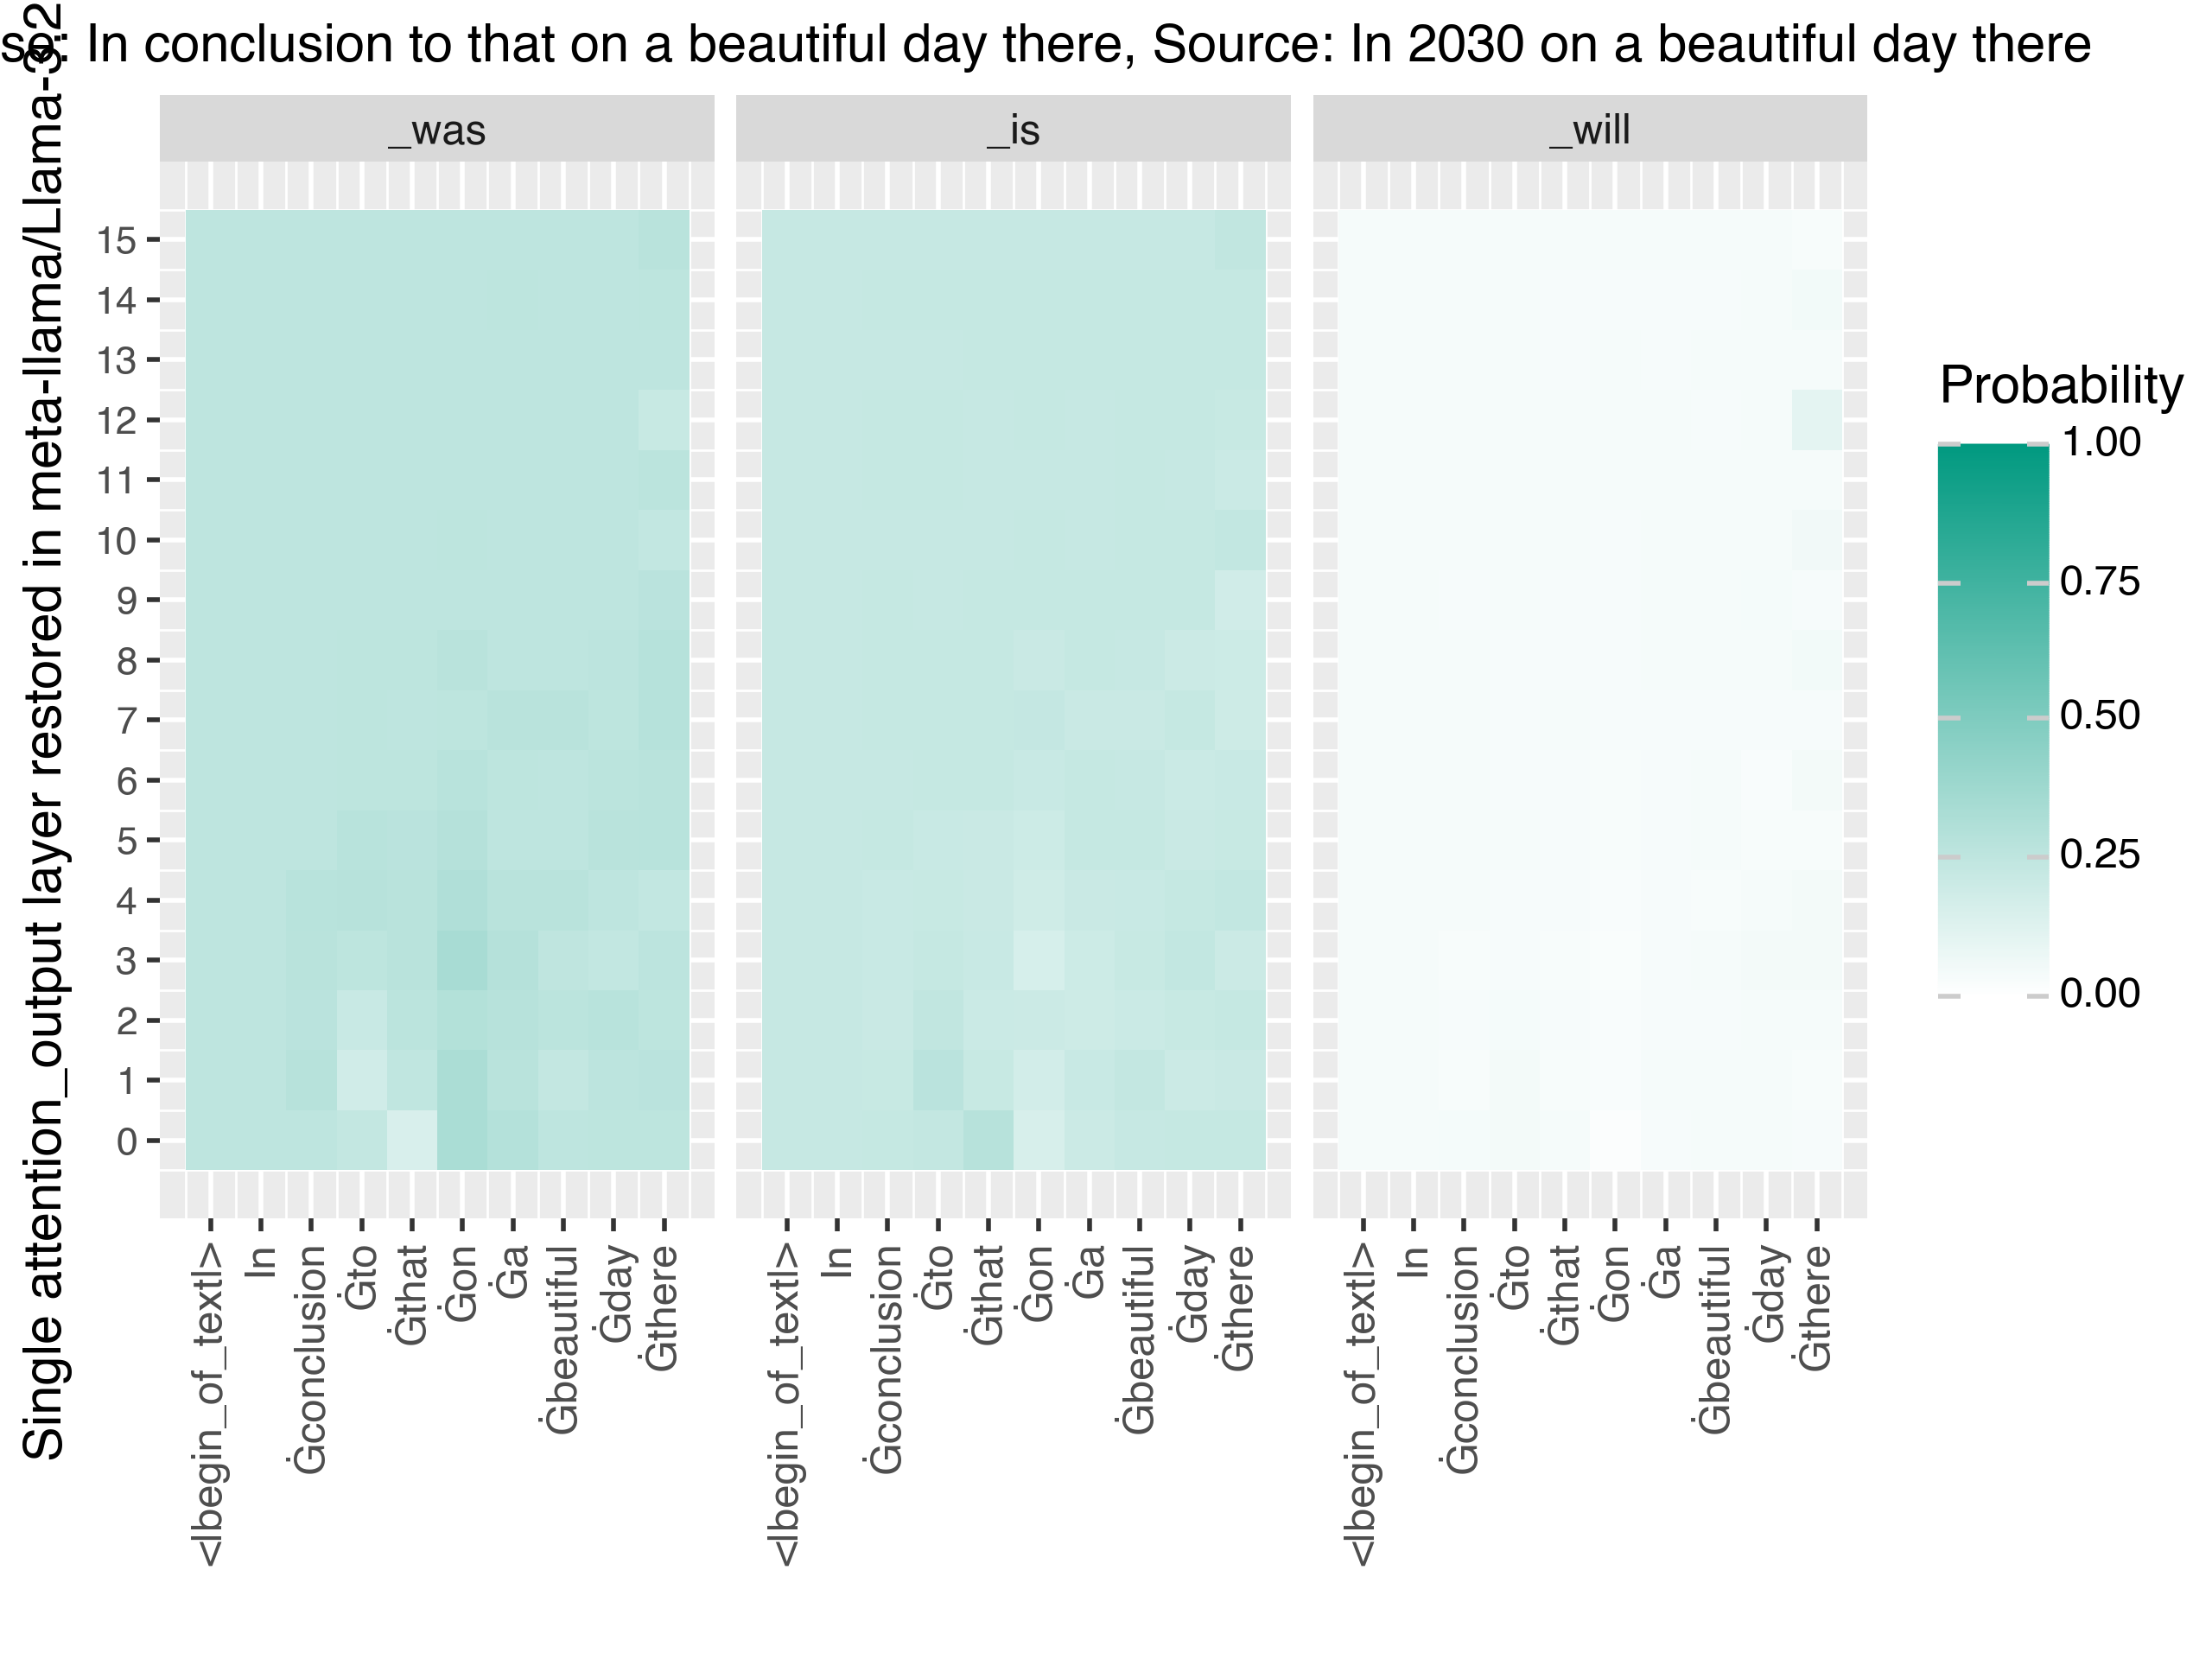 : In conclusion to that on a beautiful day there, Source: In 2030 on a beautiful day there
Single attention_output layer restored in meta-llama/Llama-3.2
_was
_is
_will
15
14
13
12
11
10
9
8
7
6
5
4
3
2
1
0
<|begin_of_text|>
In
Ġconclusion
Ġto
Ġthat
Ġon
Ġa
Ġbeautiful
Ġday
Ġthere
<|begin_of_text|>
In
Ġconclusion
Ġto
Ġthat
Ġon
Ġa
Ġbeautiful
Ġday
Ġthere
<|begin_of_text|>
In
Ġconclusion
Ġto
Ġthat
Ġon
Ġa
Ġbeautiful
Ġday
Ġthere
Probability
1.00
0.75
0.50
0.25
0.00